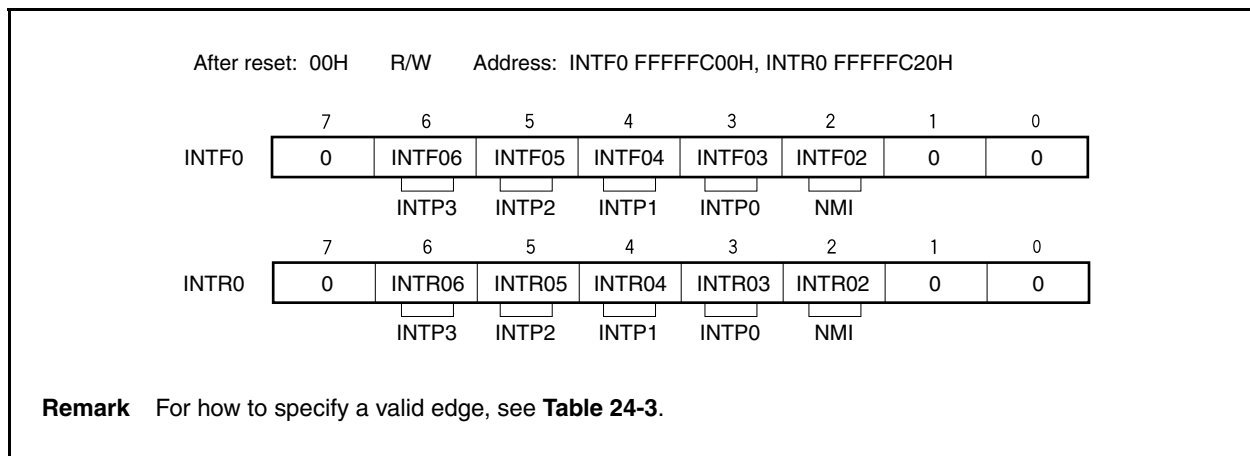 After reset: 00H R/W Address: INTF0 FFFFFC00H, INTR0 FFFFFC20H
7 6 5 4 3 2 1 0
INTF0 0 INTF06 INTF05 INTF04 INTF03 INTF02 0 0
INTP3 INTP2 INTP1 INTP0 NMI
7 6 5 4 3 2 1 0
INTR0 0 INTR06 INTR05 INTR04 INTR03 INTR02 0 0
INTP3 INTP2 INTP1 INTP0 NMI
Remark For how to specify a valid edge, see Table 24-3.